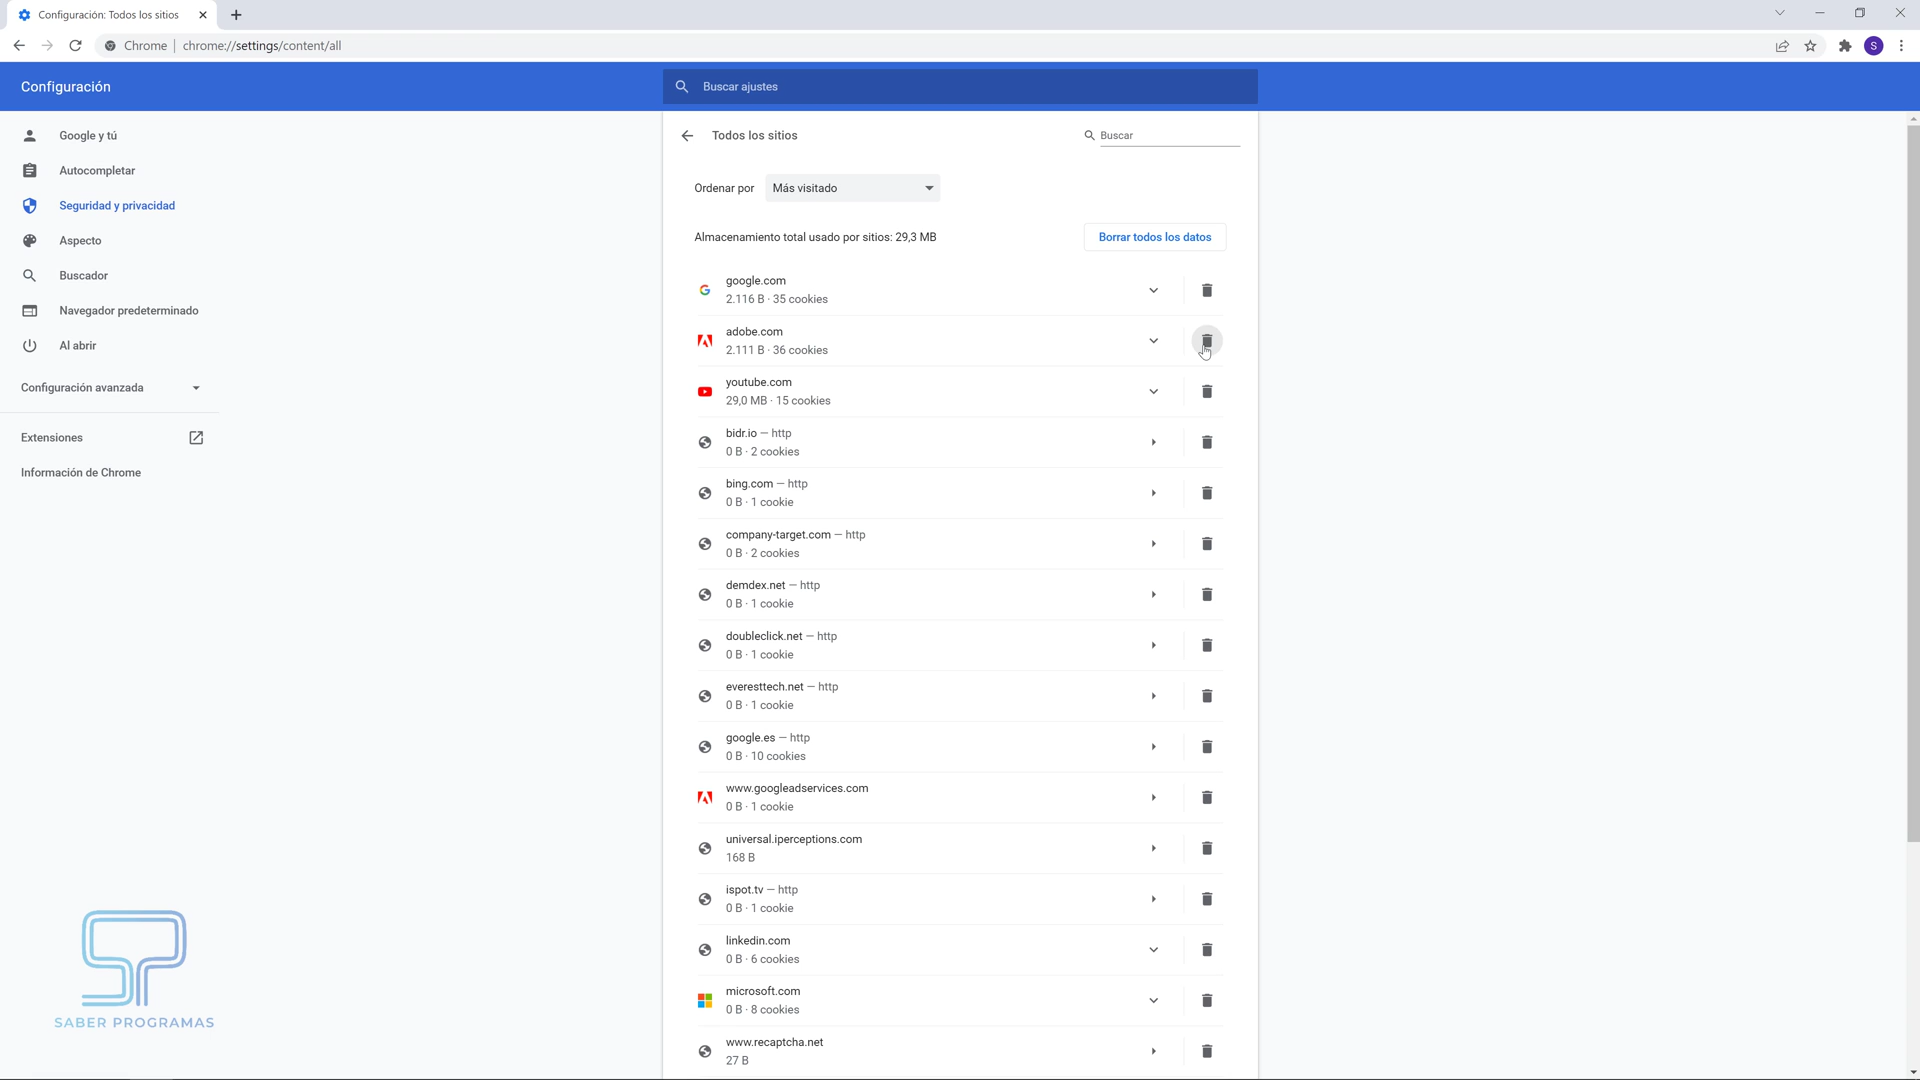 Configuración: Todos los sitios
Chrome
chrome://settings/content/all
S
Configuración
Buscar ajustes
Google y tú
Autocompletar
Seguridad y privacidad
Aspecto
Buscador
Navegador predeterminado
Al abrir
Configuración avanzada
Extensiones
Información de Chrome
Todos los sitios
Buscar
Ordenar por
Más visitado
Almacenamiento total usado por sitios: 29,3 MB
Borrar todos los datos
google.com
2.116 B · 35 cookies
adobe.com
2.111 B · 36 cookies
youtube.com
29,0 MB · 15 cookies
bidr.io — http
0 B · 2 cookies
bing.com — http
0 B · 1 cookie
company-target.com — http
0 B · 2 cookies
demdex.net — http
0 B · 1 cookie
doubleclick.net — http
0 B · 1 cookie
everesttech.net — http
0 B · 1 cookie
google.es — http
0 B · 10 cookies
www.googleadservices.com
0 B · 1 cookie
universal.iperceptions.com
168 B
ispot.tv — http
0 B · 1 cookie
linkedin.com
0 B · 6 cookies
microsoft.com
0 B · 8 cookies
www.recaptcha.net
27 B
SABER PROGRAMAS